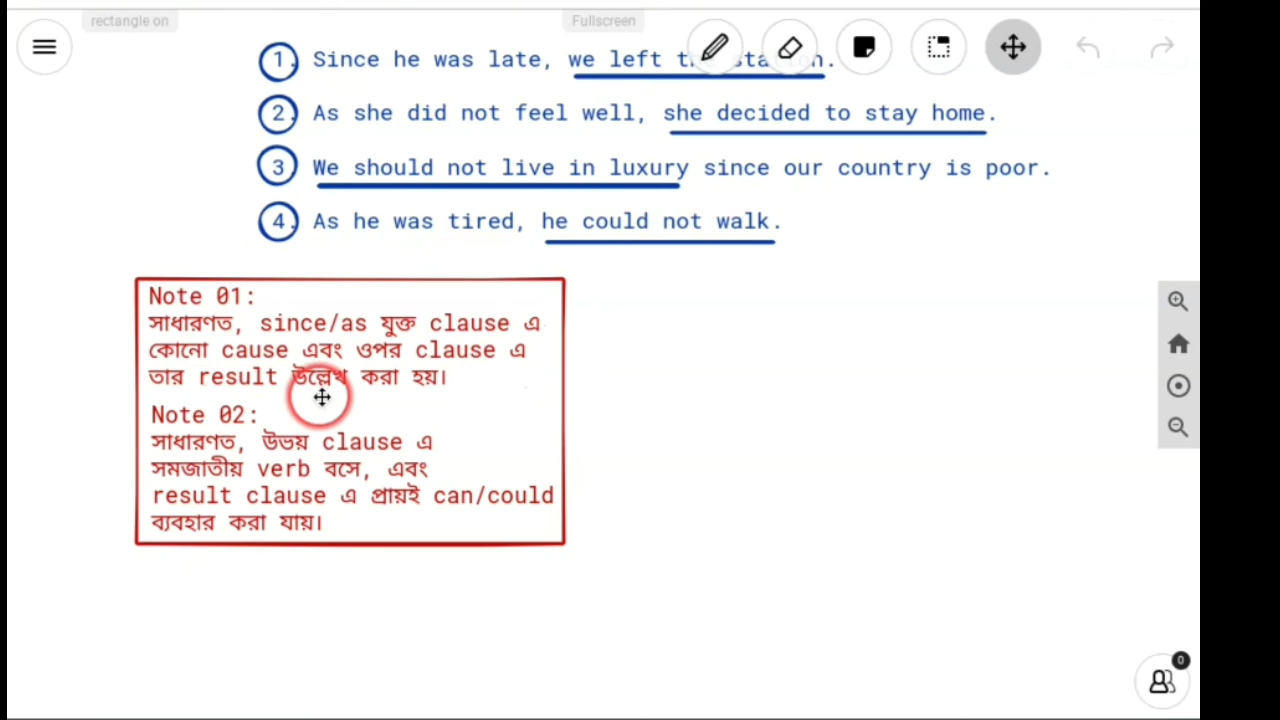 rectangle on
Fullscreen
1. Since he was late, we left
2. As she did not feel well, she decided to stay home.
3. We should not live in luxury since our country is poor.
4. As he was tired, he could not walk.
Note 01:
সাধারণত, since/as যুক্ত clause এ
কোনো cause এবং ওপর clause এ
তার result উল্লেখ করা হয়।
Note 02:
সাধারণত, উভয় clause এ
সমজাতীয় verb বসে, এবং
result clause এ প্রায়ই can/could
ব্যবহার করা যায়।
0